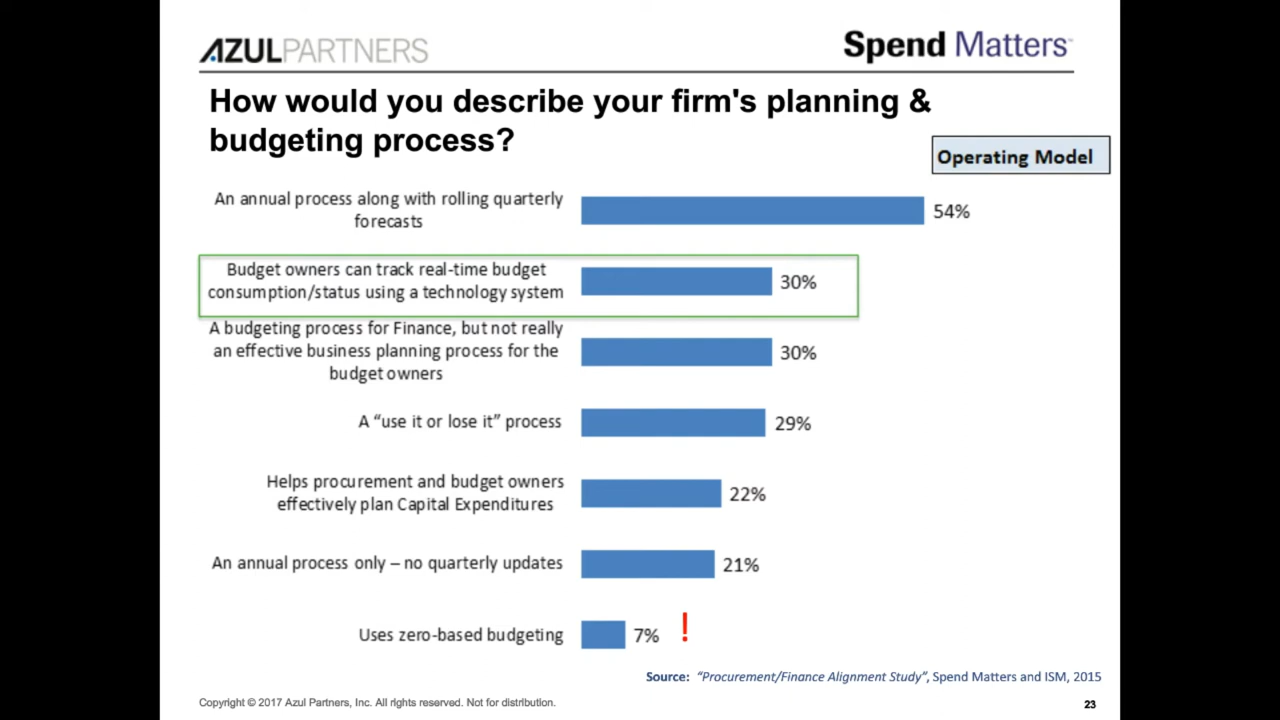 AZULPARTNERS
Spend Matters™
How would you describe your firm's planning &
budgeting process?
Operating Model
An annual process along with rolling quarterly
forecasts
54%
Budget owners can track real-time budget
consumption/status using a technology system
30%
A budgeting process for Finance, but not really
an effective business planning process for the
budget owners
30%
A “use it or lose it” process
29%
Helps procurement and budget owners
effectively plan Capital Expenditures
22%
An annual process only – no quarterly updates
21%
Uses zero-based budgeting
7% !
Source: “Procurement/Finance Alignment Study”, Spend Matters and ISM, 2015
Copyright © 2017 Azul Partners, Inc. All rights reserved. Not for distribution.
23